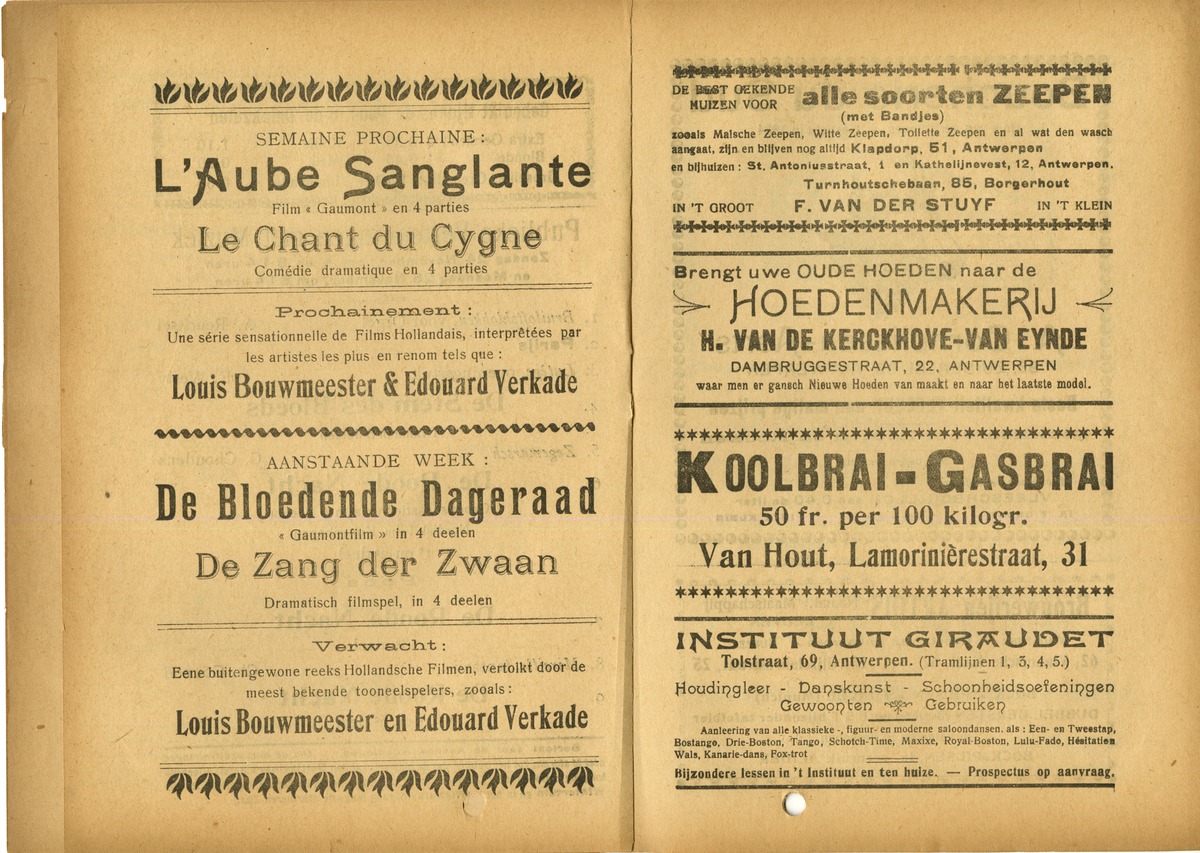 SEMAINE PROCHAINE :
L'Aube Sanglante
Film « Gaumont » en 4 parties
Le Chant du Cygne
Comédie dramatique en 4 parties
Prochainement :
Une série sensationnelle de Films Hollandais, interprêtées par
les artistes les plus en renom tels que :
Louis Bouwmeester & Edouard Verkade
AANSTAANDE WEEK :
De Bloedende Dageraad
« Gaumontfilm » in 4 deelen
De Zang der Zwaan
Dramatisch filmspel, in 4 deelen
Verwacht :
Eene buitengewone reeks Hollandsche Filmen, vertolkt door de
meest bekende tooneelspelers, zooals :
Louis Bouwmeester en Edouard Verkade
DE BEST GEKENDE
HUIZEN VOOR alle soorten ZEEPEN
(met Bandjes)
zooals Malsche Zeepen, Witte Zeepen, Toilette Zeepen en al wat den wasch
aangaat, zijn en blijven nog altijd Klapdorp, 51, Antwerpen
en bijhuizen : St. Antoniusstraat, 1 en Kathelijnevest, 12, Antwerpen.
Turnhoutschebaan, 85, Borgerhout
IN 'T GROOT F. VAN DER STUYF IN 'T KLEIN
Brengt uwe OUDE HOEDEN naar de
HOEDENMAKERIJ
H. VAN DE KERCKHOVE-VAN EYNDE
DAMBRUGGESTRAAT, 22, ANTWERPEN
waar men er gansch Nieuwe Hoeden van maakt en naar het laatste model.
KOOLBRAI - GASBRAI
50 fr. per 100 kilogr.
Van Hout, Lamorinièrestraat, 31
INSTITUUT GIRAUDET
Tolstraat, 69, Antwerpen. (Tramlijnen 1, 3, 4, 5.)
Houdingleer - Danskunst - Schoonheidsoefeningen
Gewoonten Gebruiken
Aanleering van alle klassieke -, figuur- en moderne saloondansen, als : Een- en Tweestap,
Bostango, Drie-Boston, Tango, Schotch-Time, Maxixe, Royal-Boston, Lulu-Fado, Hésitatien
Wals, Kanarie-dans, Fox-trot
Bijzondere lessen in 't Instituut en ten huize. — Prospectus op aanvraag.